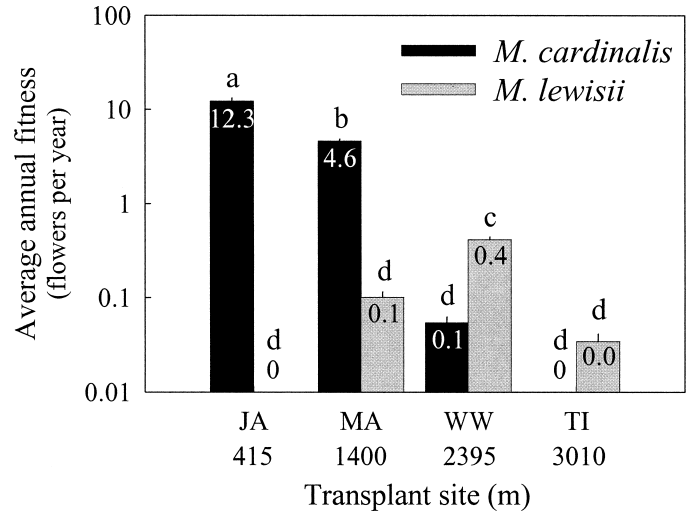 100
10
1
0.1
0.01
Average annual fitness
(flowers per year)
M. cardinalis
M. lewisii
a
12.3
d
0
b
4.6
d
0.1
d
0.1
c
0.4
d
0
d
0.0
JA MA WW TI
415 1400 2395 3010
Transplant site (m)